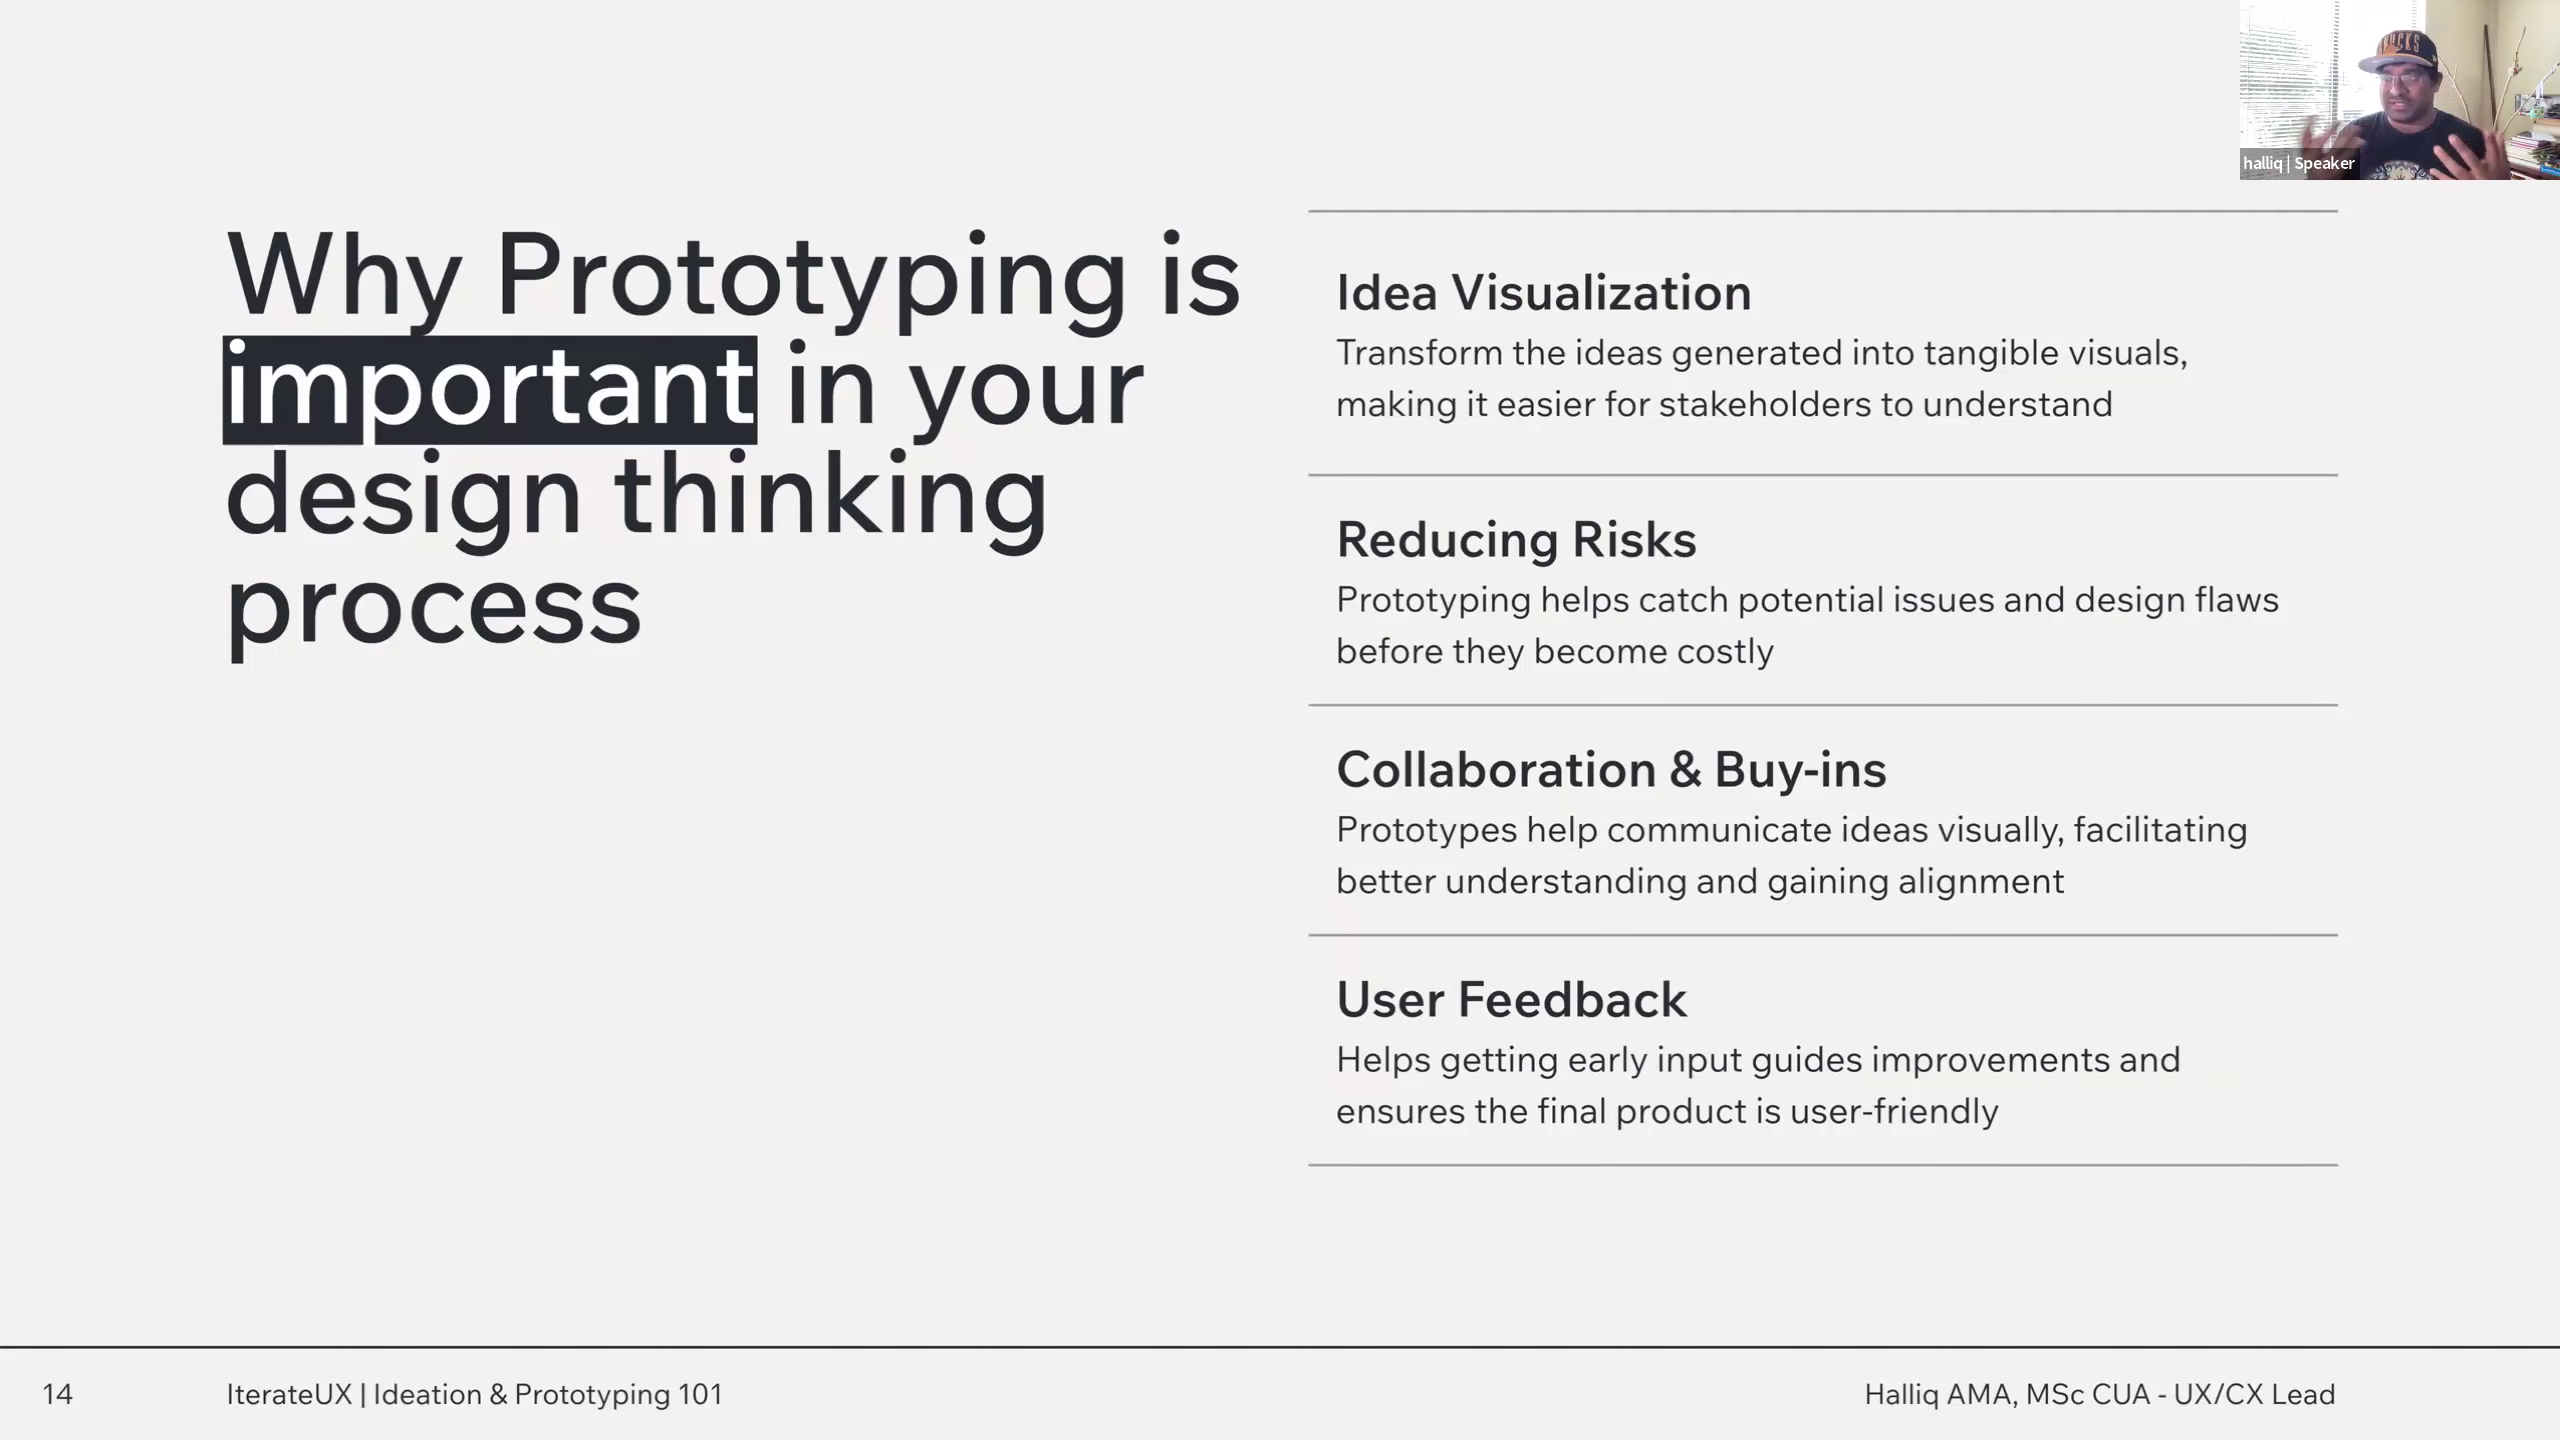 halliq | Speaker
Why Prototyping is
important in your
design thinking
process
Idea Visualization
Transform the ideas generated into tangible visuals,
making it easier for stakeholders to understand
Reducing Risks
Prototyping helps catch potential issues and design flaws
before they become costly
Collaboration & Buy-ins
Prototypes help communicate ideas visually, facilitating
better understanding and gaining alignment
User Feedback
Helps getting early input guides improvements and
ensures the final product is user-friendly
14
IterateUX | Ideation & Prototyping 101
Halliq AMA, MSc CUA - UX/CX Lead